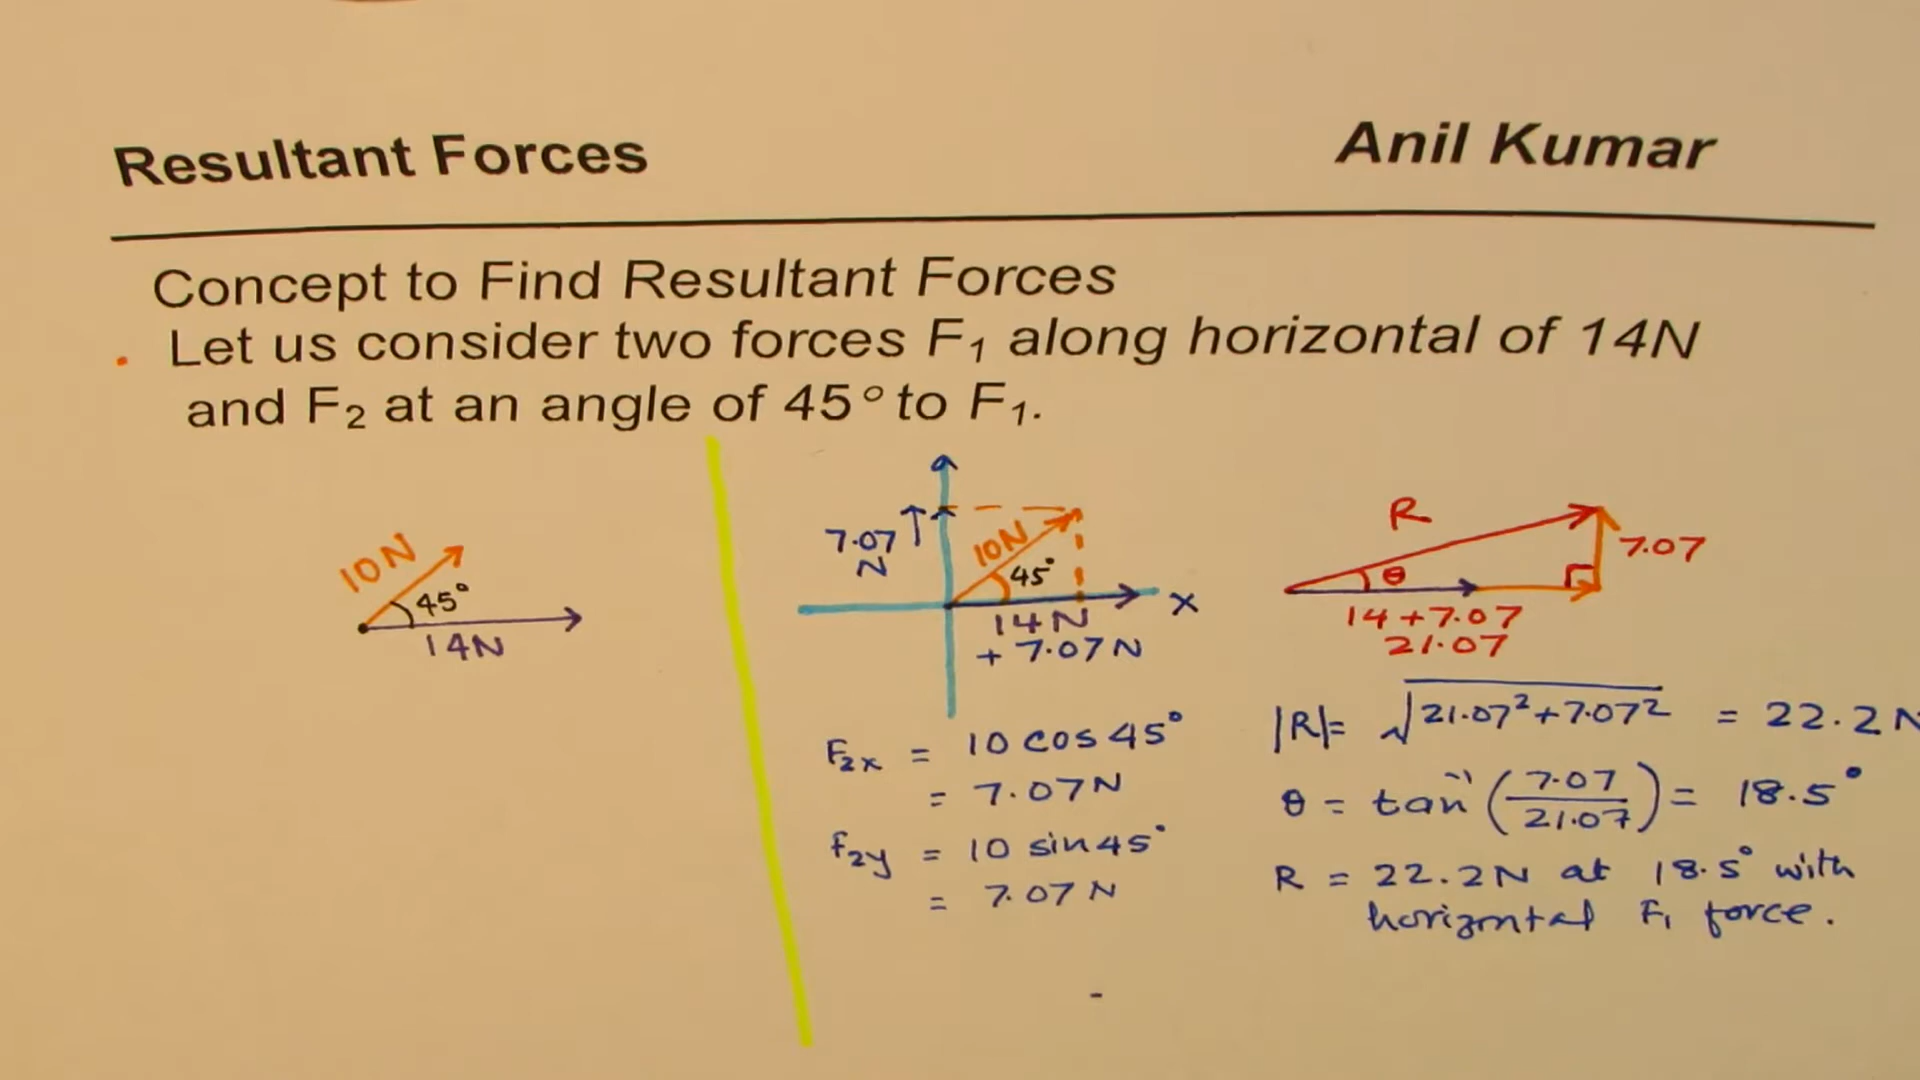 Resultant Forces
Anil Kumar
Concept to Find Resultant Forces
. Let us consider two forces F₁ along horizontal of 14N
and F₂ at an angle of 45° to F₁.
10N
45°
14N
7.07
N
10N
45°
x
14N
+ 7.07N
R
7.07
θ
14+7.07
21.07
F₂ₓ = 10 cos 45°
= 7.07N
F₂y = 10 sin 45°
= 7.07 N
|R|= √21.07²+7.07² = 22.2 N
θ = tan⁻¹ (7.07/21.07) = 18.5°
R = 22.2N at 18.5° with
horizontal F₁ force.